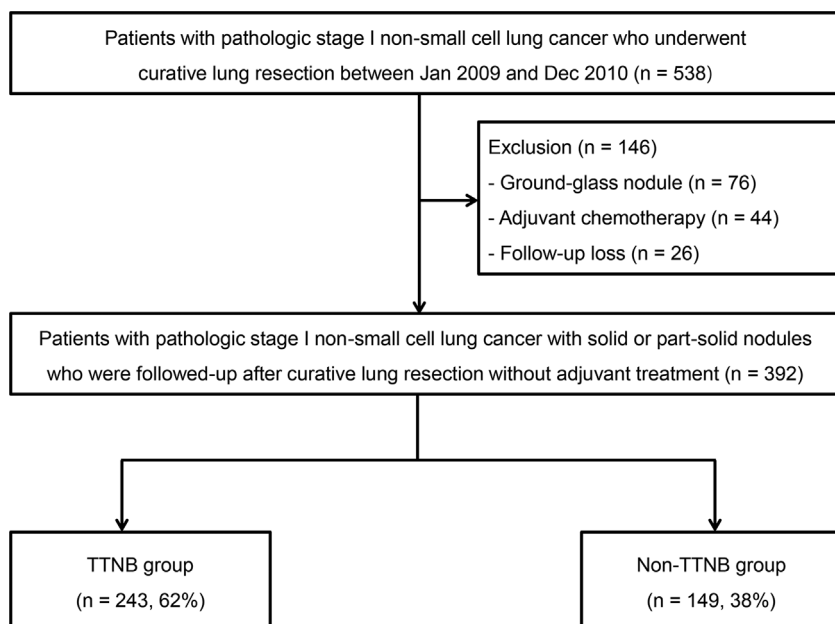 Patients with pathologic stage I non-small cell lung cancer who underwent
curative lung resection between Jan 2009 and Dec 2010 (n = 538)
Exclusion (n = 146)
- Ground-glass nodule (n = 76)
- Adjuvant chemotherapy (n = 44)
- Follow-up loss (n = 26)
Patients with pathologic stage I non-small cell lung cancer with solid or part-solid nodules
who were followed-up after curative lung resection without adjuvant treatment (n = 392)
TTNB group
(n = 243, 62%)
Non-TTNB group
(n = 149, 38%)